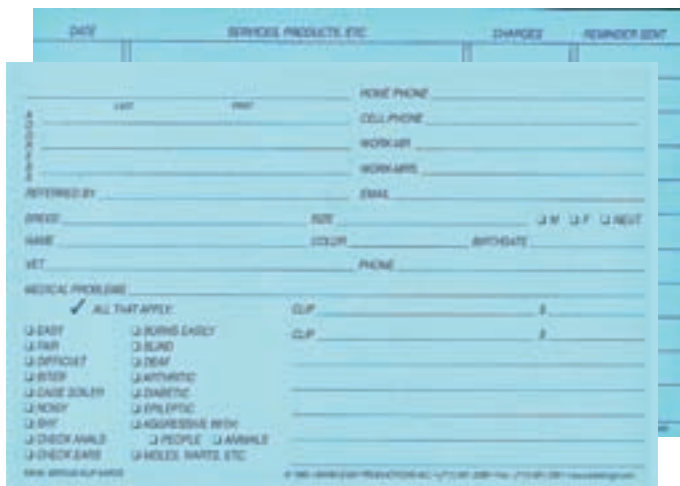 DATE SERVICES, PRODUCTS, ETC. CHARGES REMINDER SENT
HOME PHONE
LAST FIRST
ADDRESS
CELL PHONE
WORK-MR
WORK-MRS
REFERRED BY EMAIL
BREED SIZE M F NEUT
NAME COLOR BIRTHDATE
VET PHONE
MEDICAL PROBLEMS
✓ ALL THAT APPLY: CLIP $
EASY BURNS EASILY CLIP $
FAIR BLIND
DIFFICULT DEAF
BITER ARTHRITIC
CAGE SOILER DIABETIC
NOISY EPILEPTIC
SHY AGGRESSIVE WITH:
CHECK ANALS PEOPLE ANIMALS
CHECK EARS MOLES, WARTS, ETC.